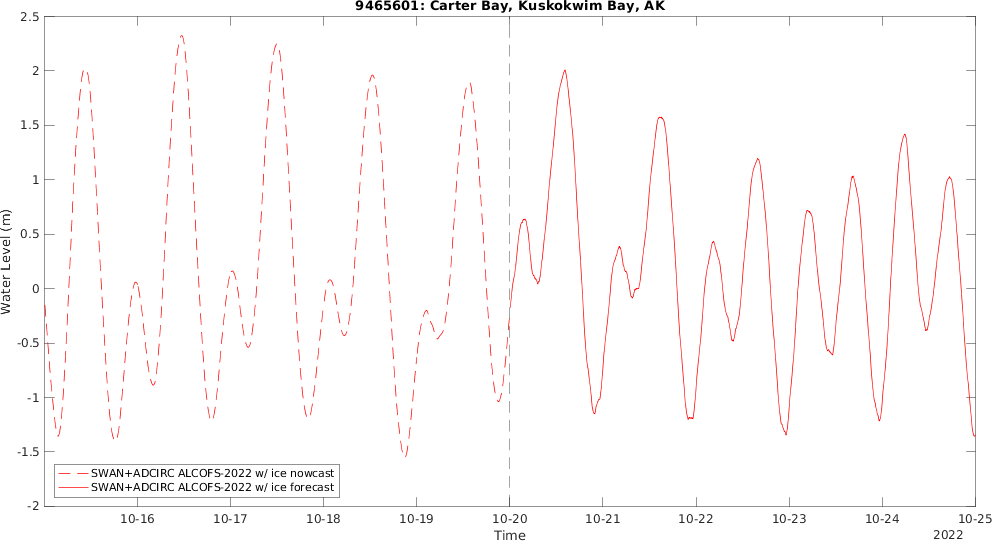 9465601: Carter Bay, Kuskokwim Bay, AK
2.5
2
1.5
1
0.5
0
-0.5
-1
-1.5
-2
Water Level (m)
SWAN+ADCIRC ALCOFS-2022 w/ ice nowcast
SWAN+ADCIRC ALCOFS-2022 w/ ice forecast
10-16 10-17 10-18 10-19 10-20 10-21 10-22 10-23 10-24 10-25
Time
2022